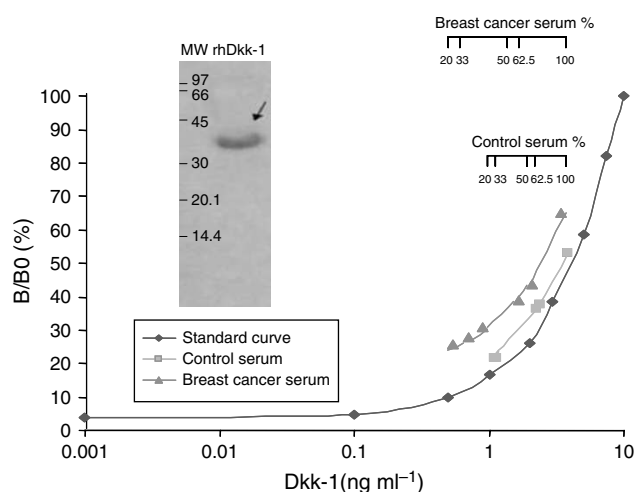 Breast cancer serum %
20 33 50 62.5 100
MW rhDkk-1
97
66
45
30
20.1
14.4
Control serum %
20 33 50 62.5 100
B/B0 (%)
100
90
80
70
60
50
40
30
20
10
0
Standard curve
Control serum
Breast cancer serum
0.001 0.01 0.1 1 10
Dkk-1(ng ml⁻¹)